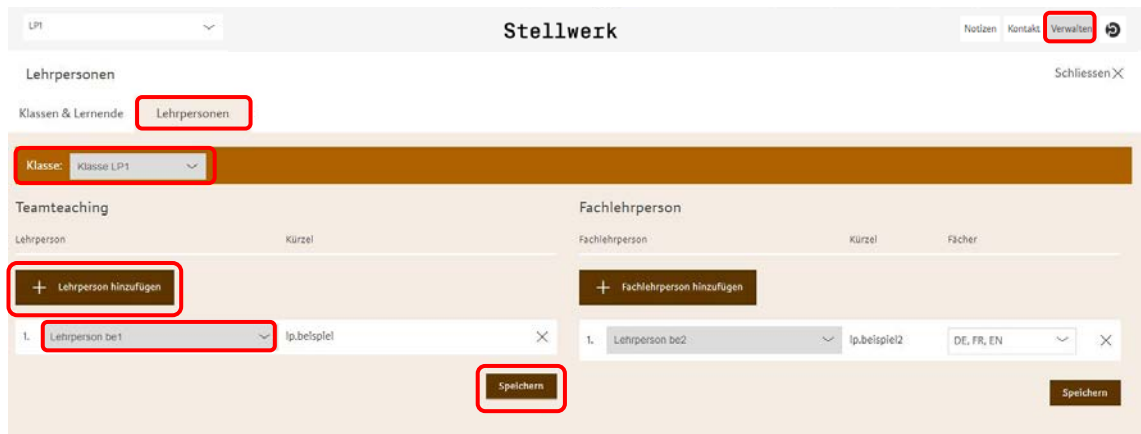 LP1
Stellwerk
Notizen Kontakt Verwalten
Lehrpersonen
Schliessen
Klassen & Lernende Lehrpersonen
Klasse: Klasse LP1
Teamteaching
Lehrperson Kürzel
+ Lehrperson hinzufügen
1. Lehrperson be1 lp.beispiel
Speichern
Fachlehrperson
Fachlehrperson Kürzel Fächer
+ Fachlehrperson hinzufügen
1. Lehrperson be2 lp.beispiel2 DE, FR, EN
Speichern